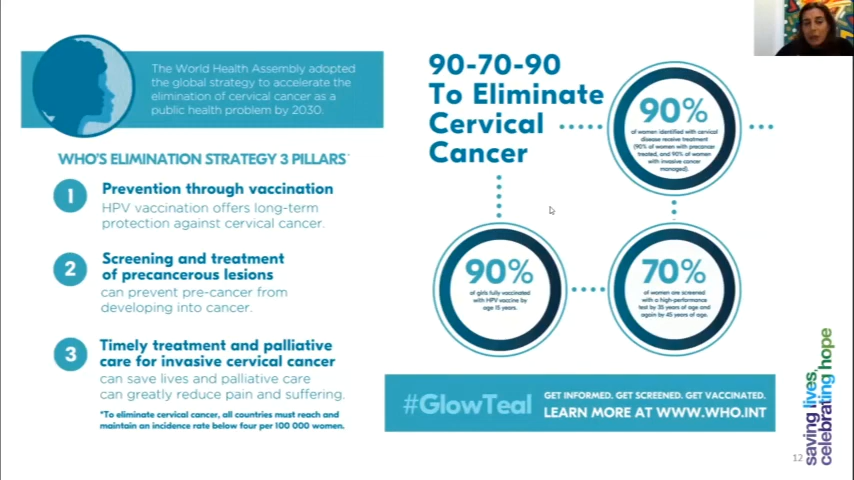 The World Health Assembly adopted
the global strategy to accelerate the
elimination of cervical cancer as a
public health problem by 2030.
WHO'S ELIMINATION STRATEGY 3 PILLARS*
1
Prevention through vaccination
HPV vaccination offers long-term
protection against cervical cancer.
2
Screening and treatment
of precancerous lesions
can prevent pre-cancer from
developing into cancer.
3
Timely treatment and palliative
care for invasive cervical cancer
can save lives and palliative care
can greatly reduce pain and suffering.
*To eliminate cervical cancer, all countries must reach and
maintain an incidence rate below four per 100 000 women.
90-70-90
To Eliminate
Cervical
Cancer
90%
of women identified with cervical
disease receive treatment
(90% of women with precancer
treated, and 90% of women
with invasive cancer
managed).
90%
of girls fully vaccinated
with HPV vaccine by
age 15 years.
70%
of women are screened
with a high-performance
test by 35 years of age and
again by 45 years of age.
#GlowTeal
GET INFORMED. GET SCREENED. GET VACCINATED.
LEARN MORE AT WWW.WHO.INT
saving lives,
celebrating hope
12